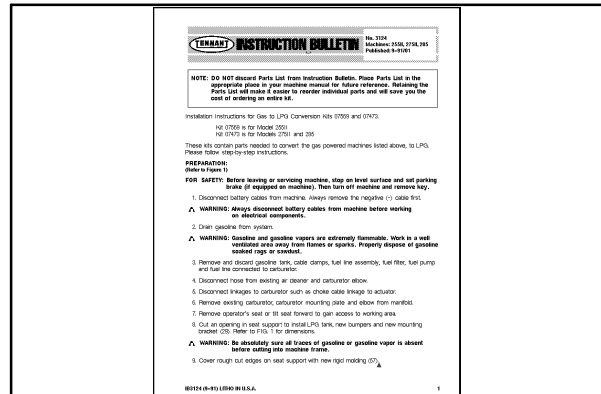 TENNANT INSTRUCTION BULLETIN
No. 3124
Machines: 255II, 275II, 285
Published: 9-91/01
NOTE: DO NOT discard Parts List from Instruction Bulletin. Place Parts List in the
appropriate place in your machine manual for future reference. Retaining the
Parts List will make it easier to reorder individual parts and will save you the
cost of ordering an entire kit.
Installation Instructions for Gas to LPG Conversion Kits 07569 and 07473.
Kit 07569 is for Model 255II
Kit 07473 is for Models 275II and 285
These kits contain parts needed to convert the gas powered machines listed above, to LPG.
Please follow step-by-step instructions.
PREPARATION:
(Refer to Figure 1)
FOR SAFETY: Before leaving or servicing machine, stop on level surface and set parking
brake (if equipped on machine). Then turn off machine and remove key.
1. Disconnect battery cables from machine. Always remove the negative (-) cable first.
WARNING: Always disconnect battery cables from machine before working
on electrical components.
2. Drain gasoline from system.
WARNING: Gasoline and gasoline vapors are extremely flammable. Work in a well
ventilated area away from flames or sparks. Properly dispose of gasoline
soaked rags or sawdust.
3. Remove and discard gasoline tank, cable clamps, fuel line assembly, fuel filter, fuel pump
and fuel line connected to carburetor.
4. Disconnect hose from existing air cleaner and carburetor elbow.
5. Disconnect linkages to carburetor such as choke cable linkage to actuator.
6. Remove existing carburetor, carburetor mounting plate and elbow from manifold.
7. Remove operator's seat or tilt seat forward to gain access to working area.
8. Cut an opening in seat support to install LPG tank, new bumpers and new mounting
bracket (29). Refer to FIG. 1 for dimensions.
WARNING: Be absolutely sure all traces of gasoline or gasoline vapor is absent
before cutting into machine frame.
9. Cover rough cut edges on seat support with new rigid molding (57).
IB3124 (9-91) LITHO IN U.S.A. 1